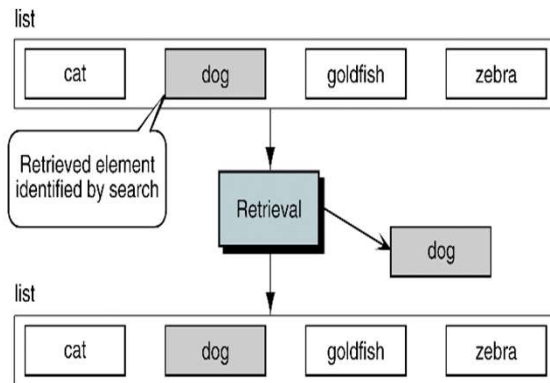 list
cat dog goldfish zebra
Retrieved element
identified by search
Retrieval
dog
list
cat dog goldfish zebra